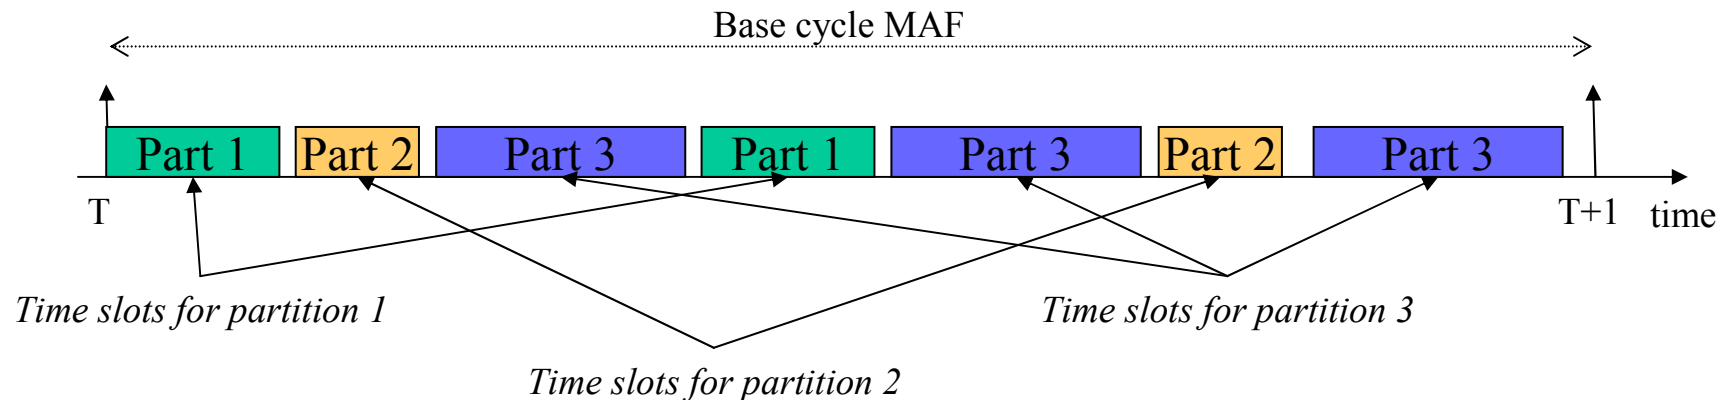 Base cycle MAF
Part 1 Part 2 Part 3 Part 1 Part 3 Part 2 Part 3
T T+1 time
Time slots for partition 1 Time slots for partition 3
Time slots for partition 2